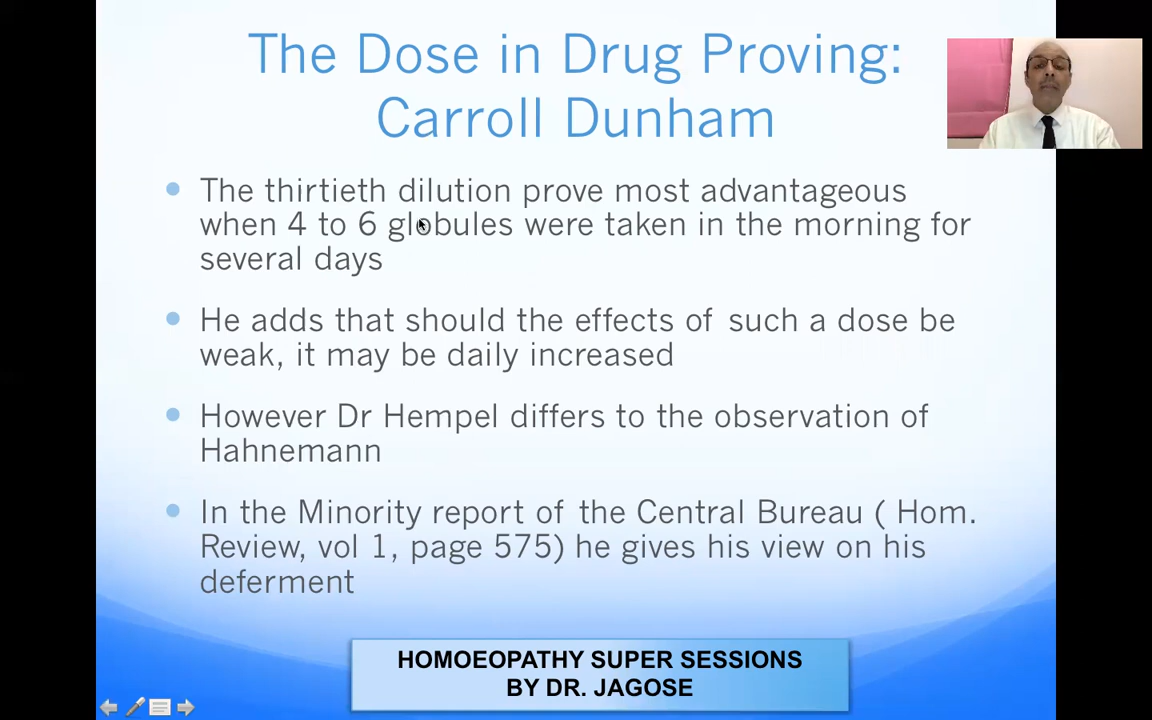 The Dose in Drug Proving:
Carroll Dunham
The thirtieth dilution prove most advantageous
when 4 to 6 globules were taken in the morning for
several days
He adds that should the effects of such a dose be
weak, it may be daily increased
However Dr Hempel differs to the observation of
Hahnemann
In the Minority report of the Central Bureau ( Hom.
Review, vol 1, page 575) he gives his view on his
deferment
HOMOEOPATHY SUPER SESSIONS
BY DR. JAGOSE